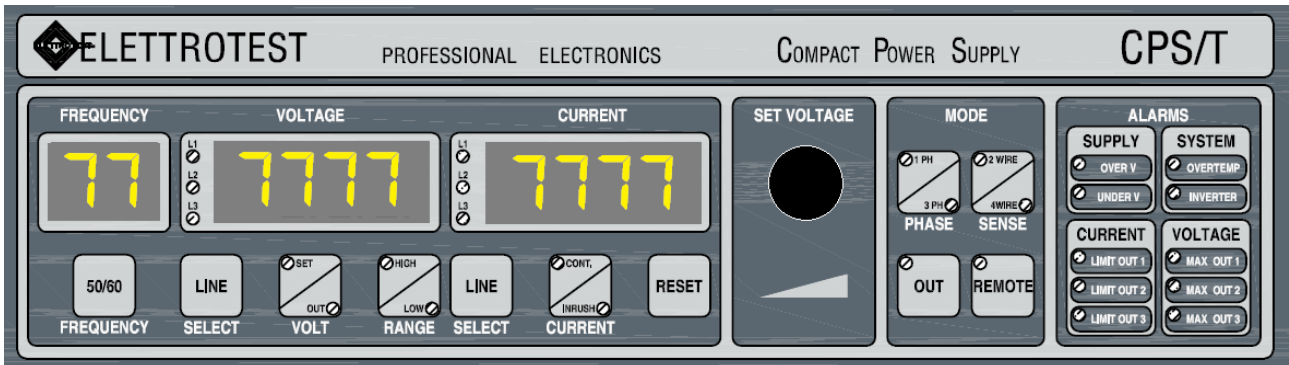 ELETTROTEST PROFESSIONAL ELECTRONICS COMPACT POWER SUPPLY CPS/T
FREQUENCY VOLTAGE CURRENT
77
L1
L2
L3
7777
L1
L2
L3
7777
50/60
FREQUENCY
LINE
SELECT
SET
OUT
VOLT
HIGH
LOW
RANGE
LINE
SELECT
CONT.
INRUSH
CURRENT
RESET
SET VOLTAGE
MODE
1 PH
3 PH
PHASE
2 WIRE
4WIRE
SENSE
OUT
REMOTE
ALARMS
SUPPLY
OVER V
UNDER V
SYSTEM
OVERTEMP
INVERTER
CURRENT
LIMIT OUT 1
LIMIT OUT 2
LIMIT OUT 3
VOLTAGE
MAX OUT 1
MAX OUT 2
MAX OUT 3